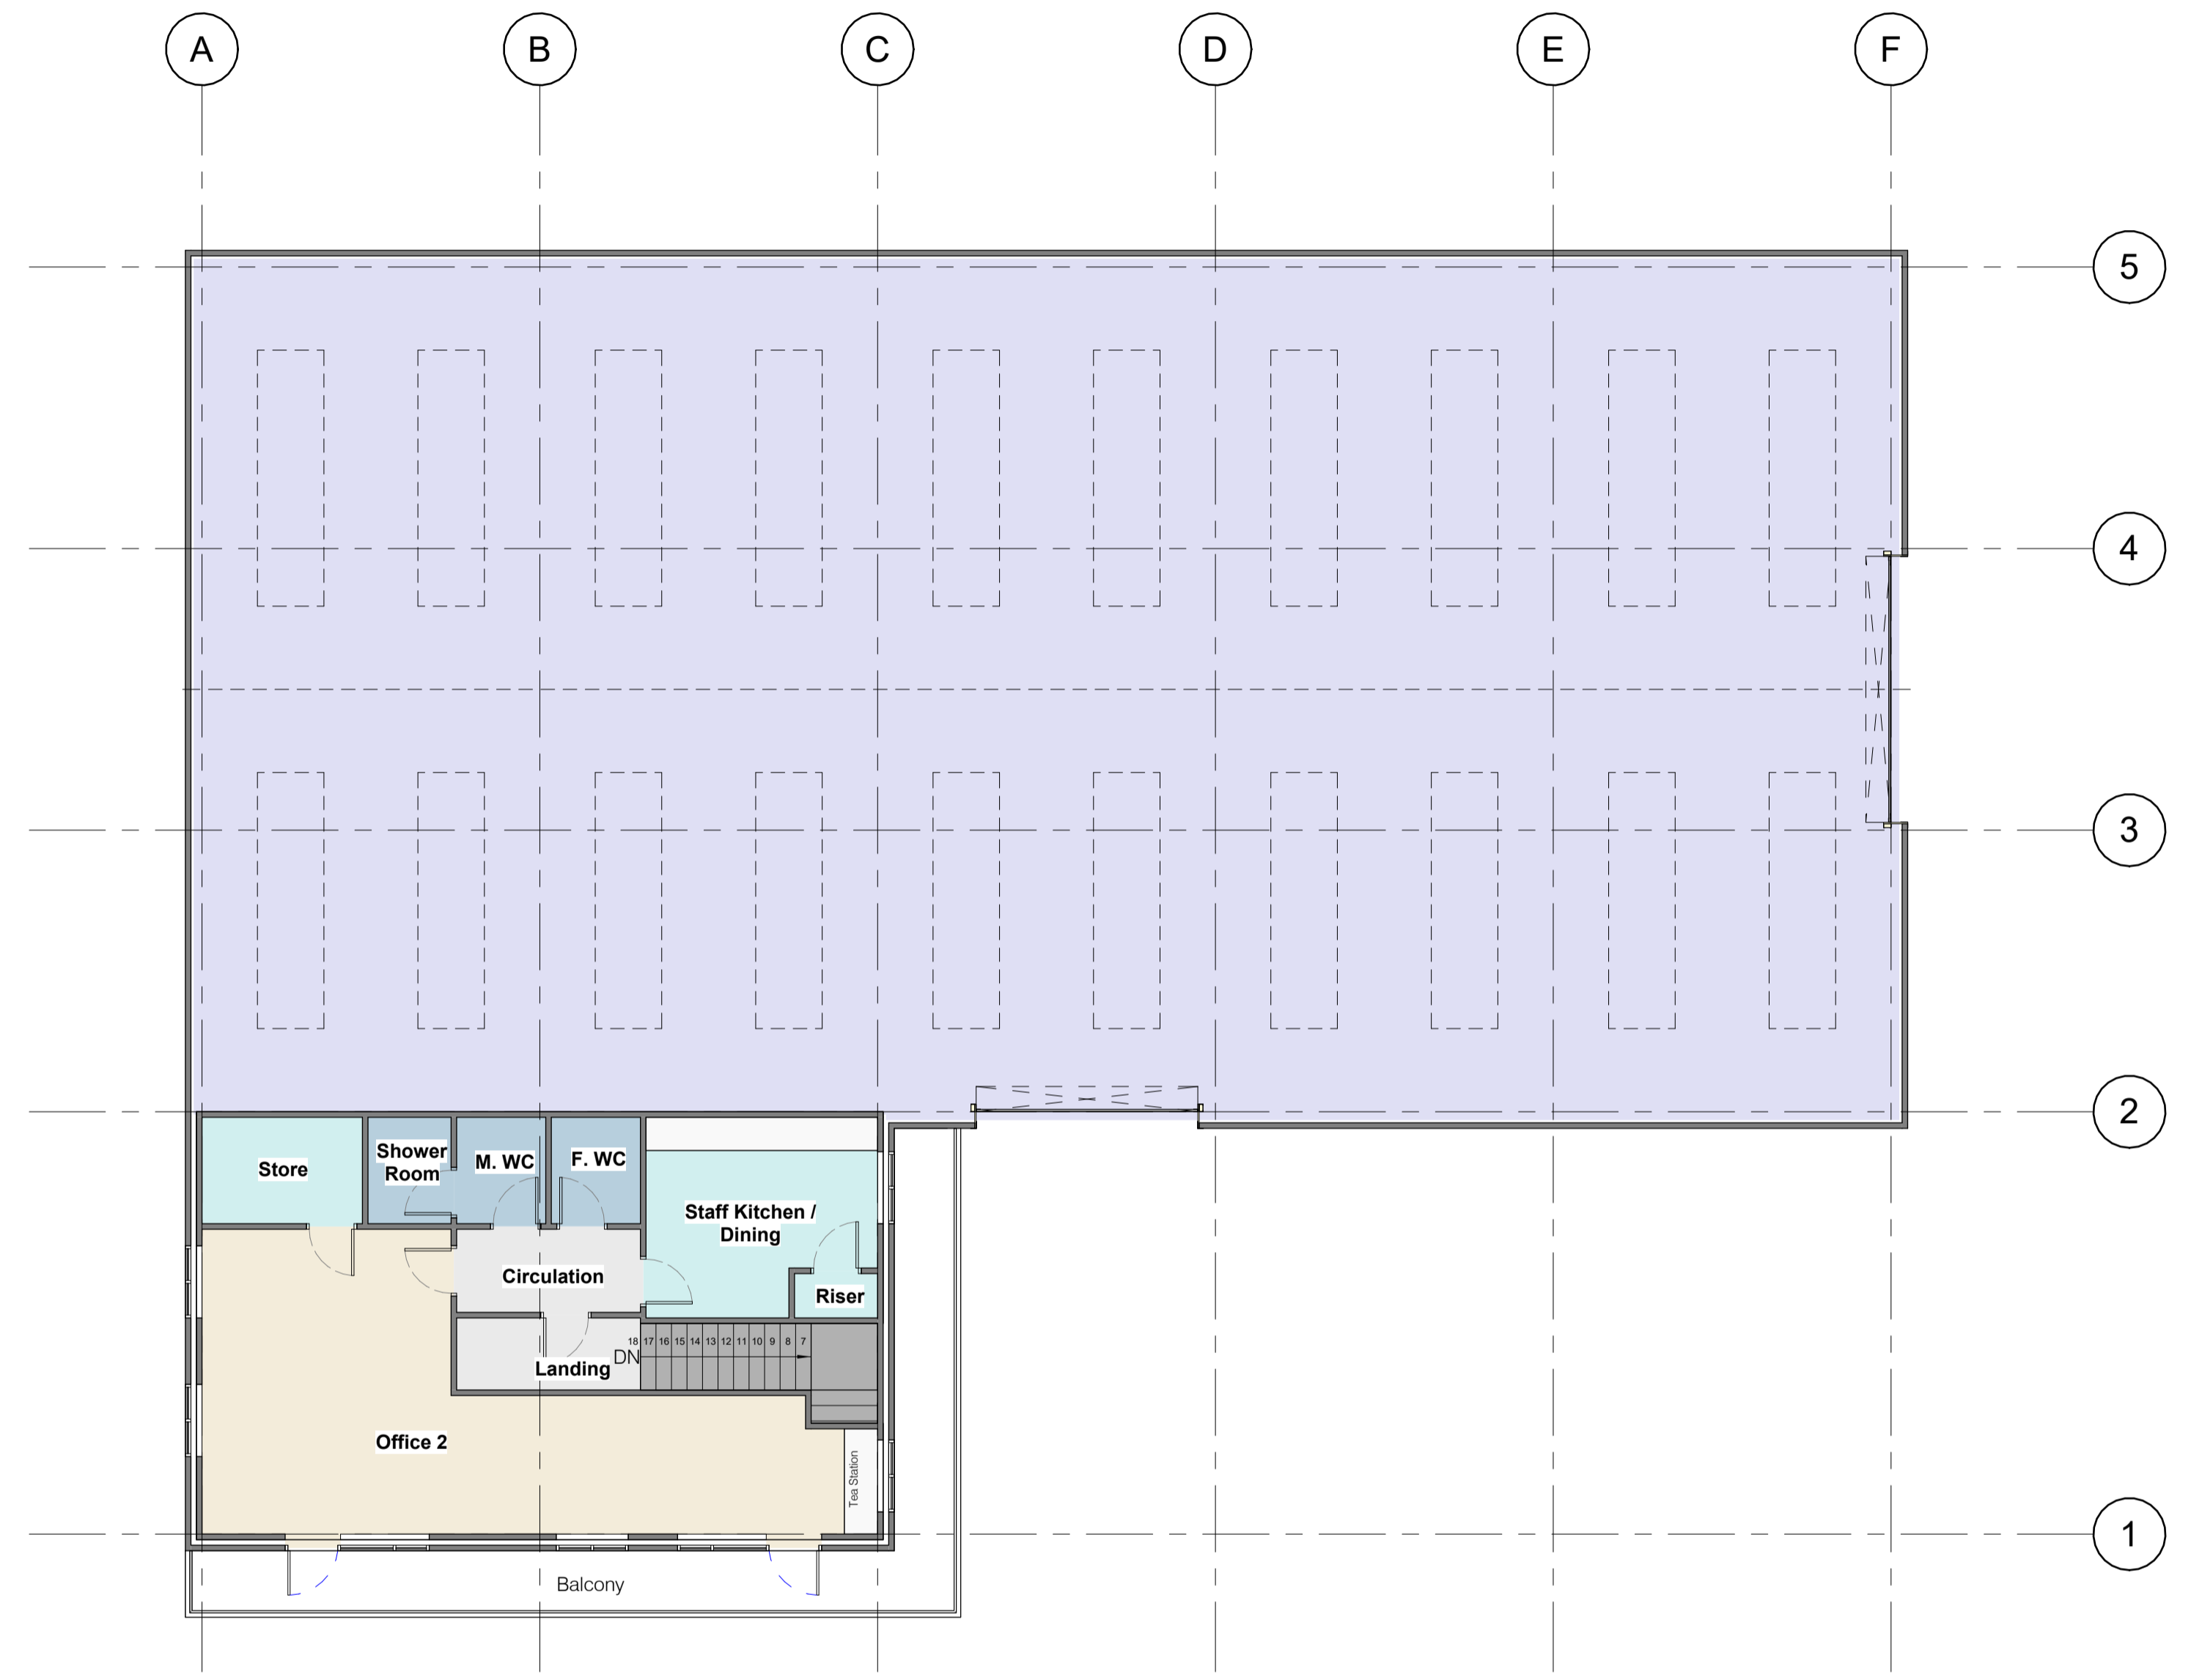 A B C D E F
5
4
3
2
Store
Shower
Room
M. WC
F. WC
Staff Kitchen /
Dining
Circulation
Riser
18 17 16 15 14 13 12 11 10 9 8 7
DN
Landing
Office 2
Tea Station
1
Balcony